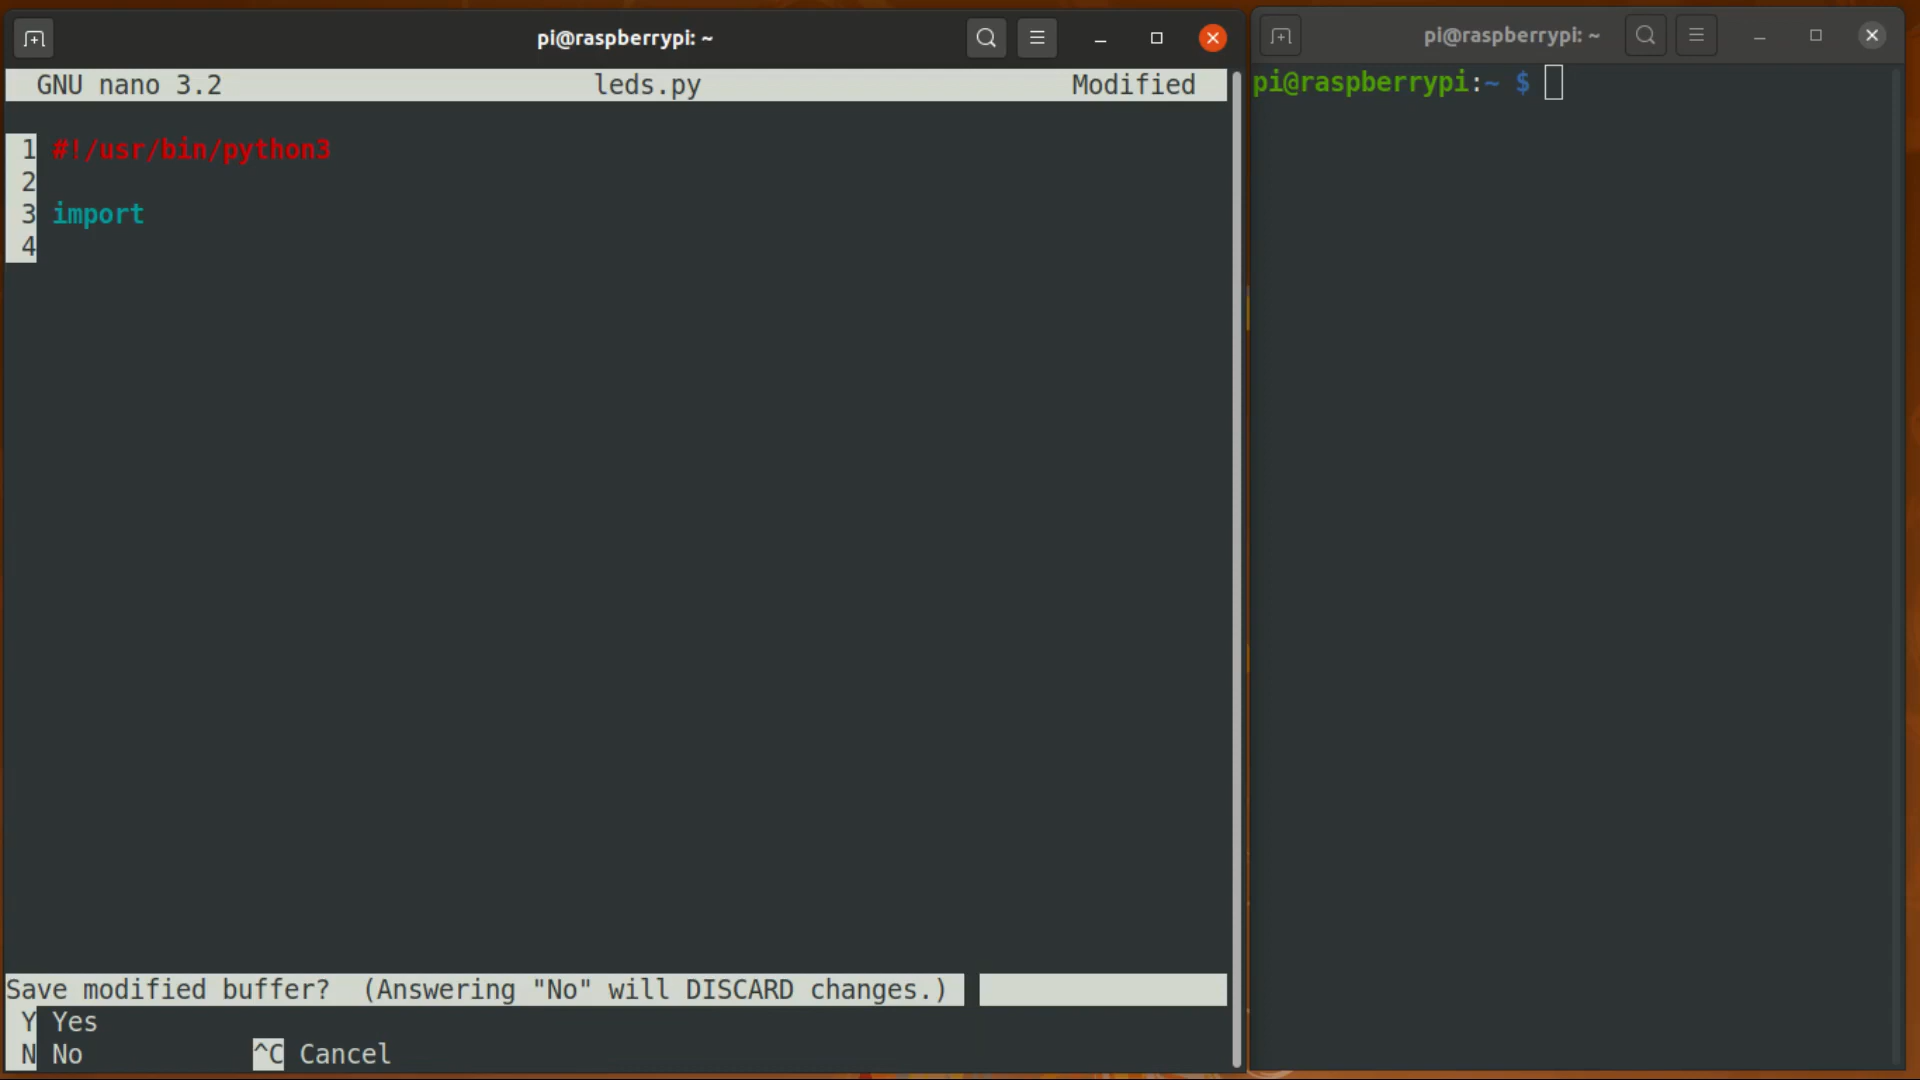 pi@raspberrypi: ~
GNU nano 3.2 leds.py Modified
1 #!/usr/bin/python3
2
3 import
4
Save modified buffer? (Answering "No" will DISCARD changes.)
Y Yes
N No ^C Cancel
pi@raspberrypi: ~
pi@raspberrypi:~ $